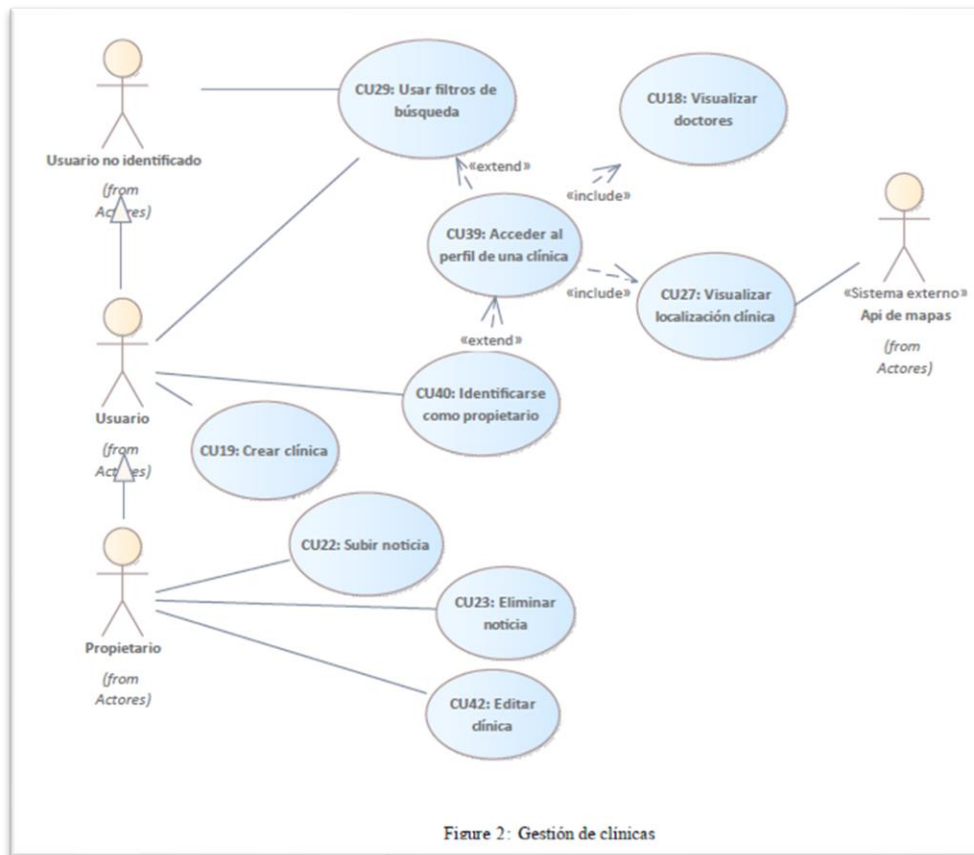 CU29: Usar filtros de
búsqueda
CU18: Visualizar
doctores
Usuario no identificado
(from
Actores)
«extend»
«include»
CU39: Acceder al
perfil de una clínica
«include»
CU27: Visualizar
localización clínica
«Sistema externo»
Api de mapas
(from
Actores)
«extend»
CU40: Identificarse
como propietario
Usuario
(from
Actores)
CU19: Crear clínica
CU22: Subir noticia
CU23: Eliminar
noticia
Propietario
(from
Actores)
CU42: Editar
clínica
Figure 2: Gestión de clínicas